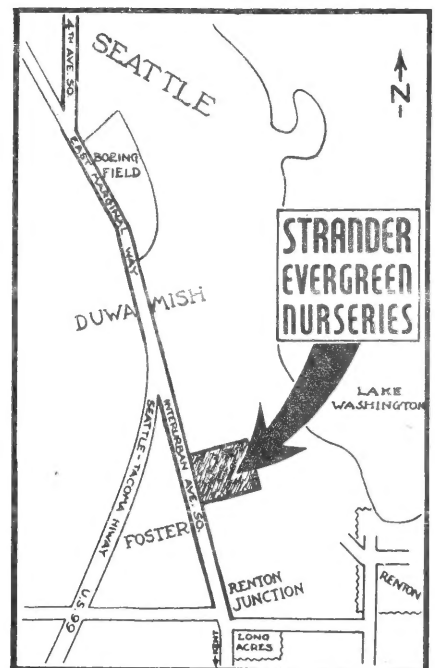 4TH AVE. SO.
SEATTLE
N
EAST MARGINAL WAY
BOEING FIELD
STRANDER
EVERGREEN
NURSERIES
DUWAMISH
LAKE
WASHINGTON
SEATTLE-TACOMA HIWAY
INTERURBAN AVE. SO.
FOSTER
RENTON
JUNCTION
RENTON
U.S 99
KENT
LONG
ACRES